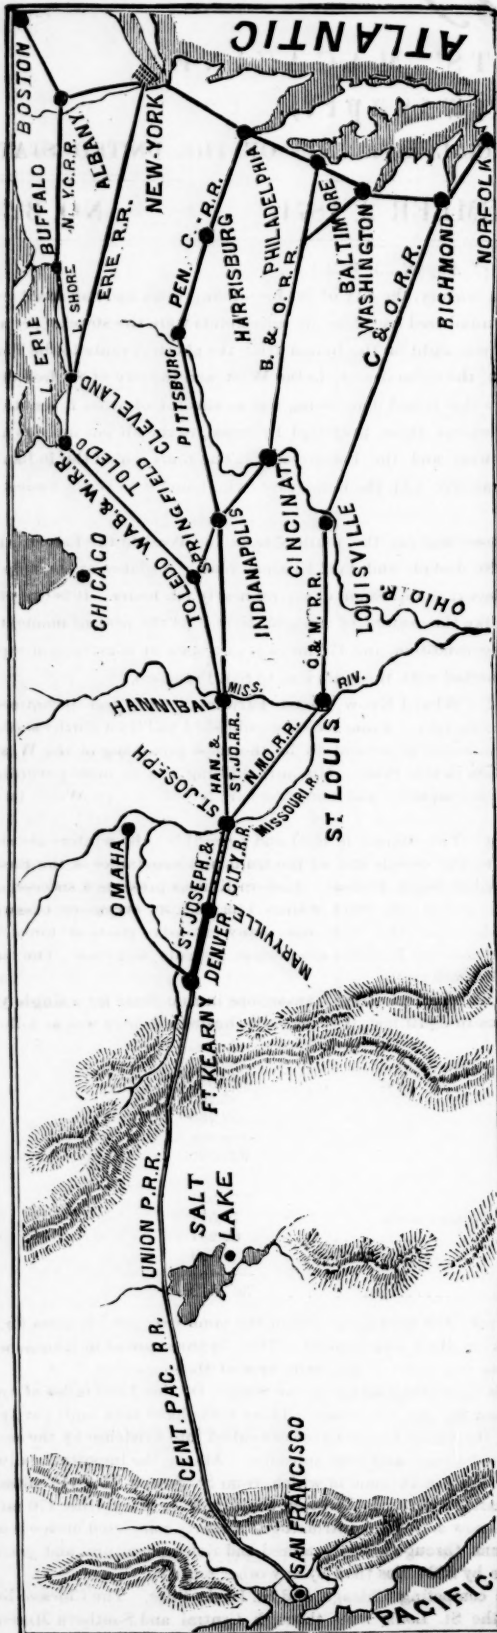 ATLANTIC
BOSTON
ALBANY
BUFALO
N.Y.C.R.R.
NEW YORK
ERIE R.R.
L. ERIE
L. SHORE
CLEVELAND
PEN. C. R.R.
HARRISBURG
PITTSBURG
PHILADELPHIA
B. & O. R.R.
BALTIMORE
WASHINGTON
C. & O. R.R.
RICHMOND
NORFOLK
TOLEDO
TOLEDO WAB. & W.R.R.
SPRINGFIELD
CHICAGO
INDIANAPOLIS
CINCINATI
LOUISVILLE
OHIO R.
O. & M. R.R.
HANNIBAL
MISS. RIV.
HAN. &
ST. JO. R.R.
ST. JOSEPH
N. MO. R.R.
MISSOURI R.
ST. LOUIS
OMAHA
ST. JOSEPH. &
DENVER CITY R.R.
MARYVILLE
FT KEARNY
UNION P. R.R.
SALT
LAKE
CENT. PAC. R.R.
SAN FRANCISCO
PACIFIC